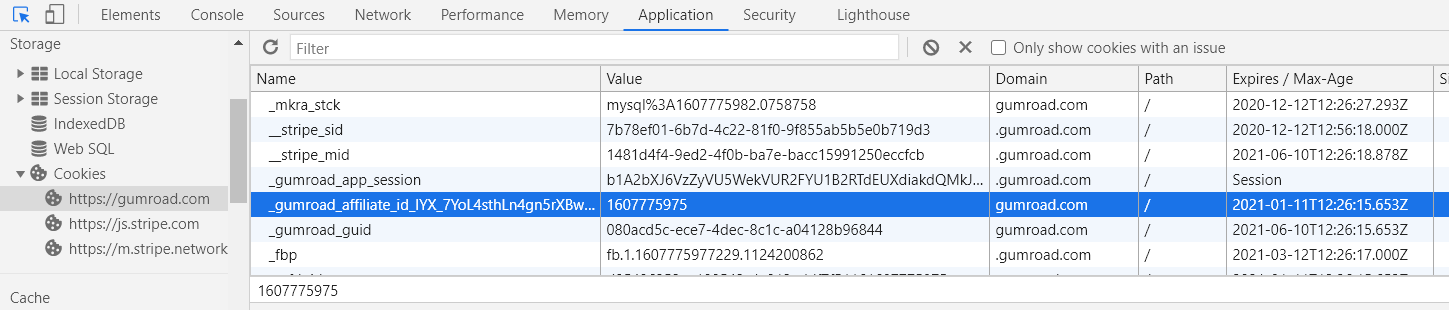 Elements Console Sources Network Performance Memory Application Security Lighthouse
Storage
Local Storage
Session Storage
IndexedDB
Web SQL
Cookies
https://gumroad.com
https://js.stripe.com
https://m.stripe.network
Cache
Filter Only show cookies with an issue
Name Value Domain Path Expires / Max-Age
_mkra_stck mysql%3A1607775982.0758758 gumroad.com / 2020-12-12T12:26:27.293Z
__stripe_sid 7b78ef01-6b7d-4c22-81f0-9f855ab5b5e0b719d3 .gumroad.com / 2020-12-12T12:56:18.000Z
__stripe_mid 1481d4f4-9ed2-4f0b-ba7e-bacc15991250eccfcb .gumroad.com / 2021-06-10T12:26:18.878Z
_gumroad_app_session b1A2bXJ6VzZyVU5WekVUR2FYU1B2RTdEUXdiakdQMkJ... .gumroad.com / Session
_gumroad_affiliate_id_IYX_7YoL4sthLn4gn5rXBw... 1607775975 gumroad.com / 2021-01-11T12:26:15.653Z
_gumroad_guid 080acd5c-ece7-4dec-8c1c-a04128b96844 .gumroad.com / 2021-06-10T12:26:15.653Z
_fbp fb.1.1607775977229.1124200862 .gumroad.com / 2021-03-12T12:26:17.000Z
1607775975